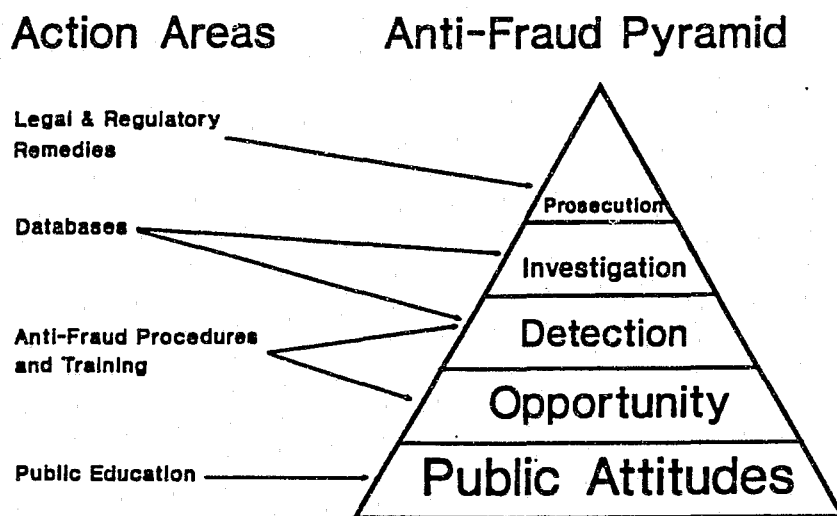 Action Areas
Anti-Fraud Pyramid
Legal & Regulatory
Remedies
Databases
Anti-Fraud Procedures
and Training
Public Education
Prosecution
Investigation
Detection
Opportunity
Public Attitudes